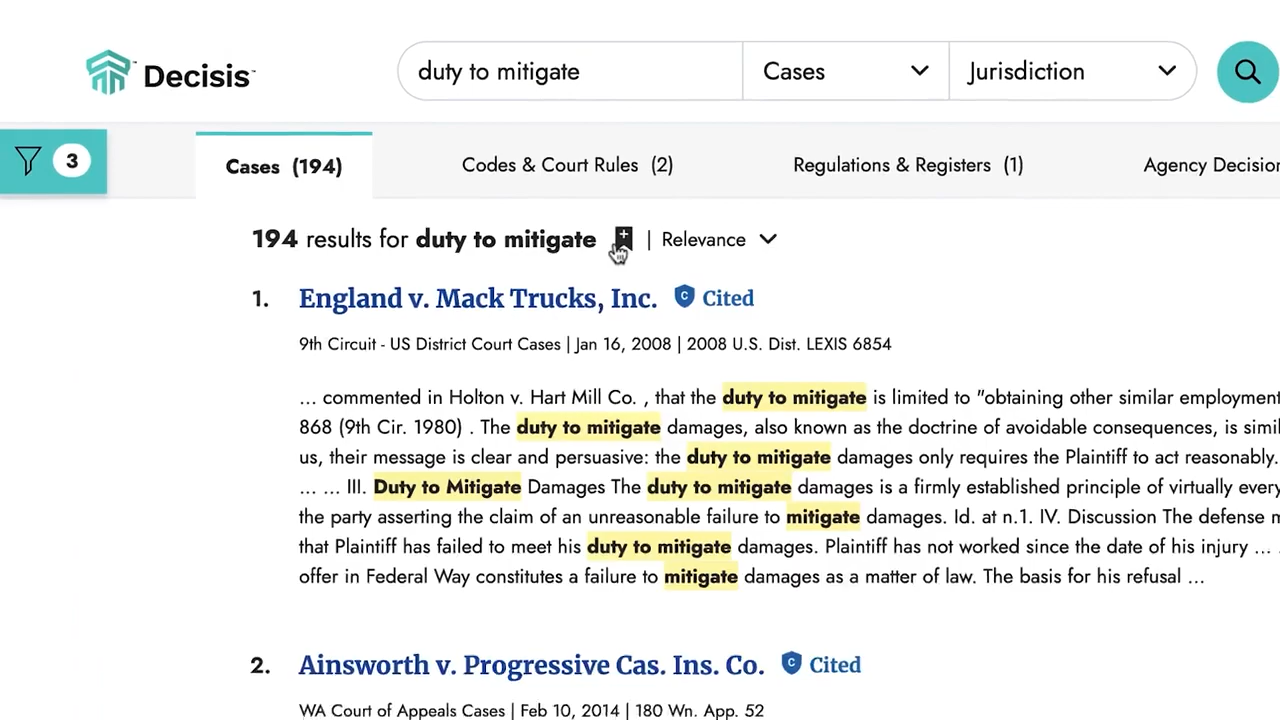 Decisis™ duty to mitigate Cases Jurisdiction
3 Cases (194) Codes & Court Rules (2) Regulations & Registers (1) Agency Decision
194 results for duty to mitigate | Relevance
1. England v. Mack Trucks, Inc. C Cited
9th Circuit - US District Court Cases | Jan 16, 2008 | 2008 U.S. Dist. LEXIS 6854
... commented in Holton v. Hart Mill Co. , that the duty to mitigate is limited to "obtaining other similar employment
868 (9th Cir. 1980) . The duty to mitigate damages, also known as the doctrine of avoidable consequences, is simil
us, their message is clear and persuasive: the duty to mitigate damages only requires the Plaintiff to act reasonably.
... ... III. Duty to Mitigate Damages The duty to mitigate damages is a firmly established principle of virtually every
the party asserting the claim of an unreasonable failure to mitigate damages. Id. at n.1. IV. Discussion The defense m
that Plaintiff has failed to meet his duty to mitigate damages. Plaintiff has not worked since the date of his injury ... .
offer in Federal Way constitutes a failure to mitigate damages as a matter of law. The basis for his refusal ...
2. Ainsworth v. Progressive Cas. Ins. Co. C Cited
WA Court of Appeals Cases | Feb 10, 2014 | 180 Wn. App. 52